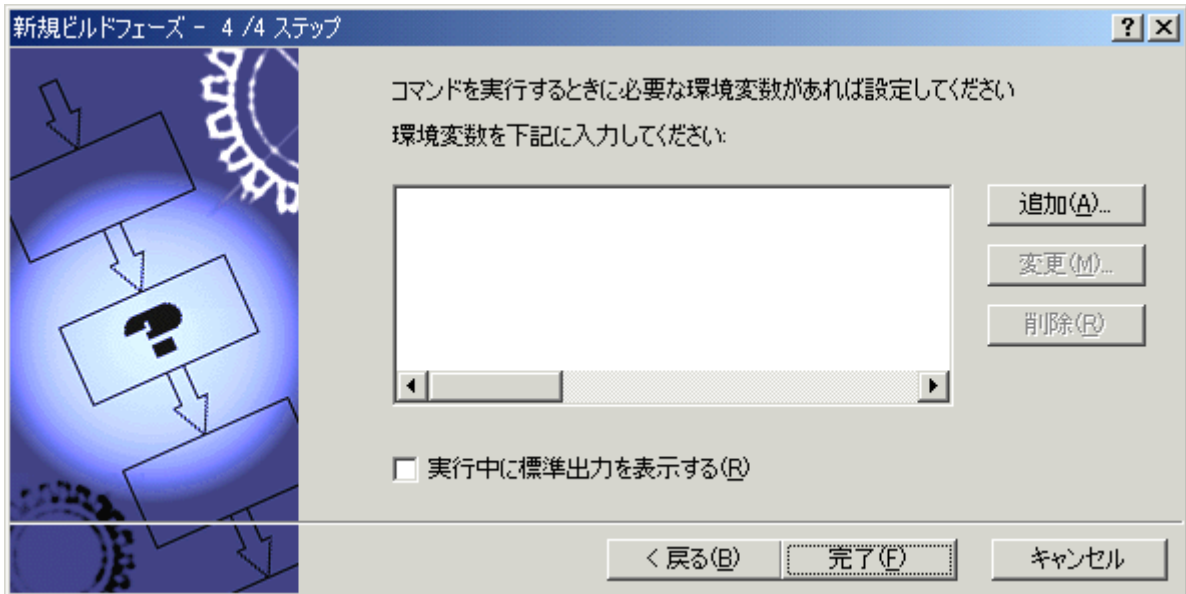 新規ビルドフェーズ － 4 /4 ステップ
コマンドを実行するときに必要な環境変数があれば設定してください
環境変数を下記に入力してください:
追加(A)...
変更(M)...
削除(R)
実行中に標準出力を表示する(R)
< 戻る(B)
完了(F)
キャンセル